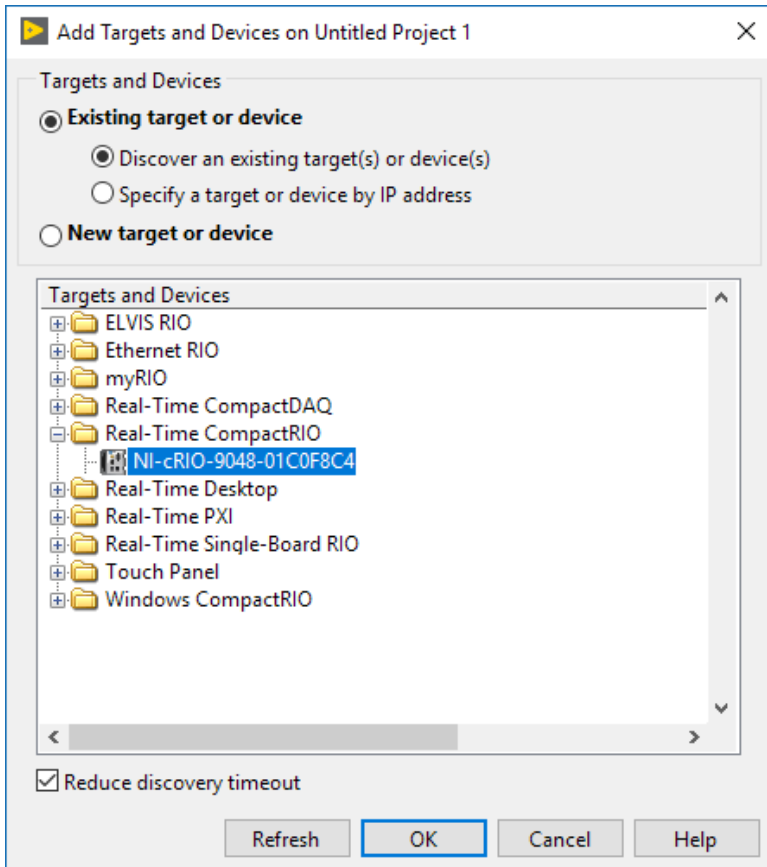 Add Targets and Devices on Untitled Project 1
Targets and Devices
Existing target or device
Discover an existing target(s) or device(s)
Specify a target or device by IP address
New target or device
Targets and Devices
ELVIS RIO
Ethernet RIO
myRIO
Real-Time CompactDAQ
Real-Time CompactRIO
NI-cRIO-9048-01C0F8C4
Real-Time Desktop
Real-Time PXI
Real-Time Single-Board RIO
Touch Panel
Windows CompactRIO
Reduce discovery timeout
Refresh OK Cancel Help